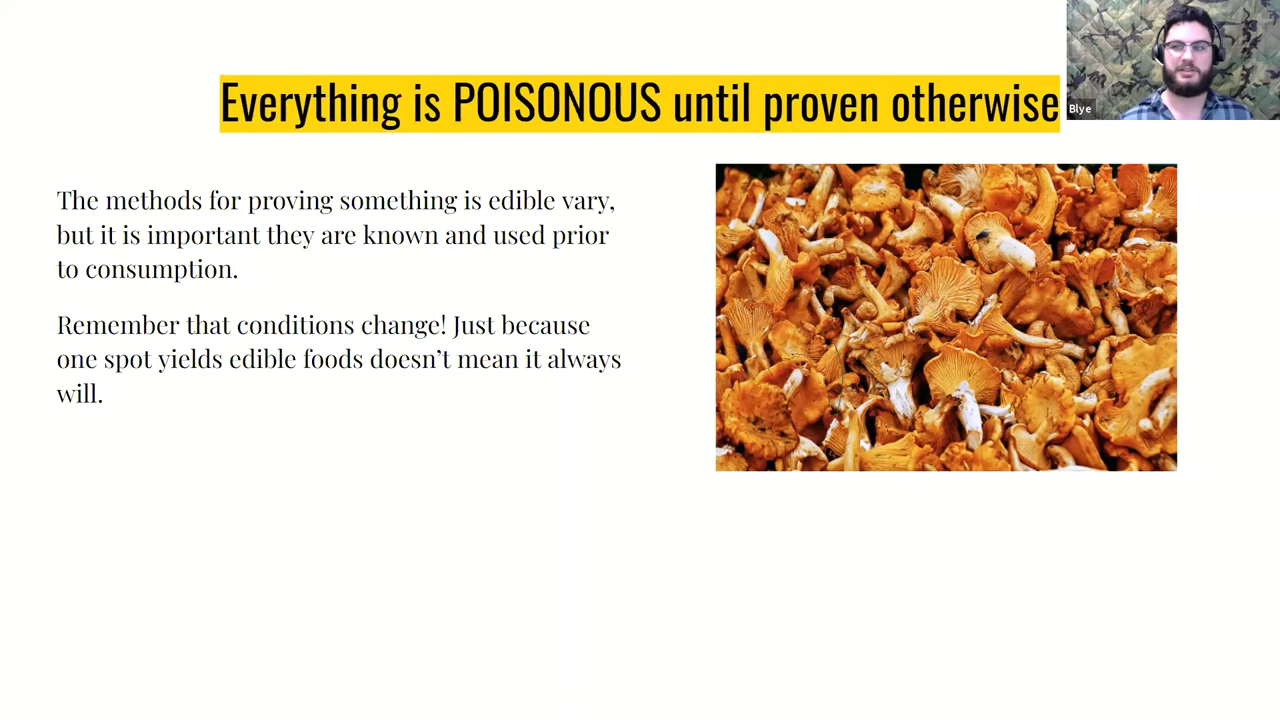 Everything is POISONOUS until proven otherwise
Blye
The methods for proving something is edible vary,
but it is important they are known and used prior
to consumption.
Remember that conditions change! Just because
one spot yields edible foods doesn’t mean it always
will.